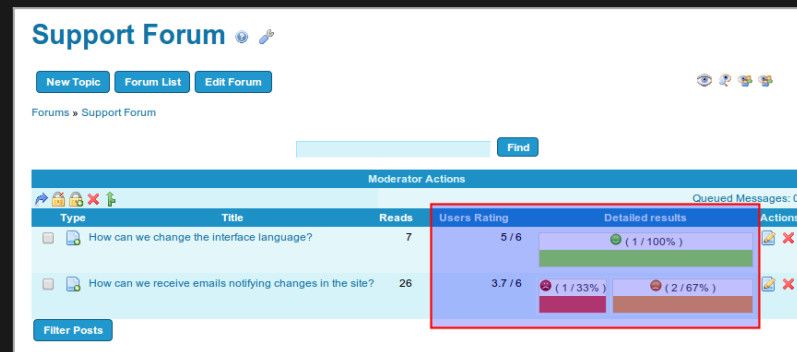 Support Forum
New Topic Forum List Edit Forum
Forums » Support Forum
Find
Moderator Actions
Queued Messages: 0
Type Title Reads Users Rating Detailed results Actions
How can we change the interface language? 7 5 / 6 ( 1 / 100% )
How can we receive emails notifying changes in the site? 26 3.7 / 6 ( 1 / 33% ) ( 2 / 67% )
Filter Posts